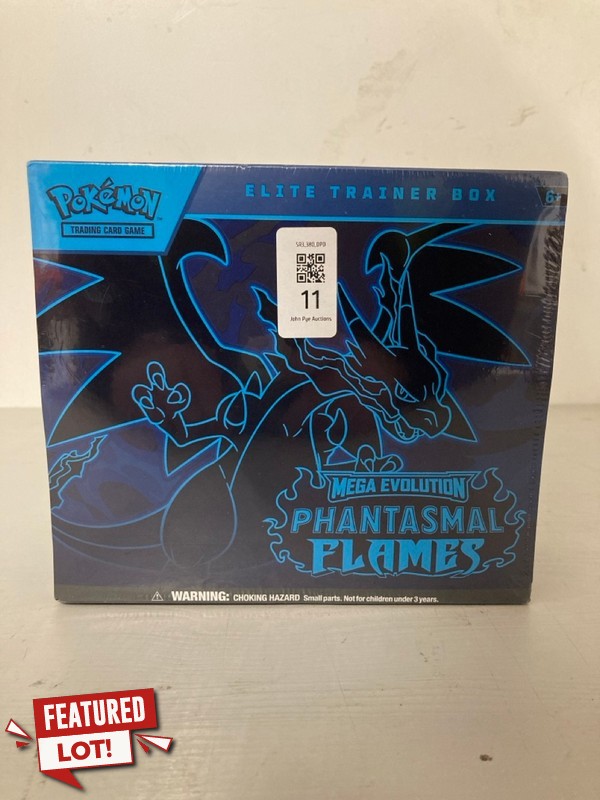 POKéMON
TRADING CARD GAME
ELITE TRAINER BOX
6+
11
John Pye Auctions
MEGA EVOLUTION
PHANTASMAL
FLAMES
WARNING: CHOKING HAZARD Small parts. Not for children under 3 years.
FEATURED
LOT!